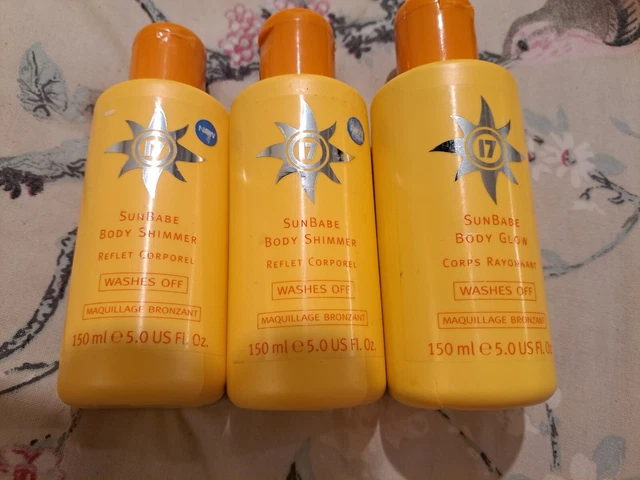 NEW
17
SUNBABE
BODY SHIMMER
REFLET CORPOREL
WASHES OFF
MAQUILLAGE BRONZANT
150 ml e 5.0 US FL. Oz.
17
SUNBABE
BODY SHIMMER
REFLET CORPOREL
WASHES OFF
MAQUILLAGE BRONZANT
150 ml e 5.0 US FL. Oz.
17
SUNBABE
BODY GLOW
CORPS RAYONNANT
WASHES OFF
MAQUILLAGE BRONZANT
150 ml e 5.0 US FL. Oz.